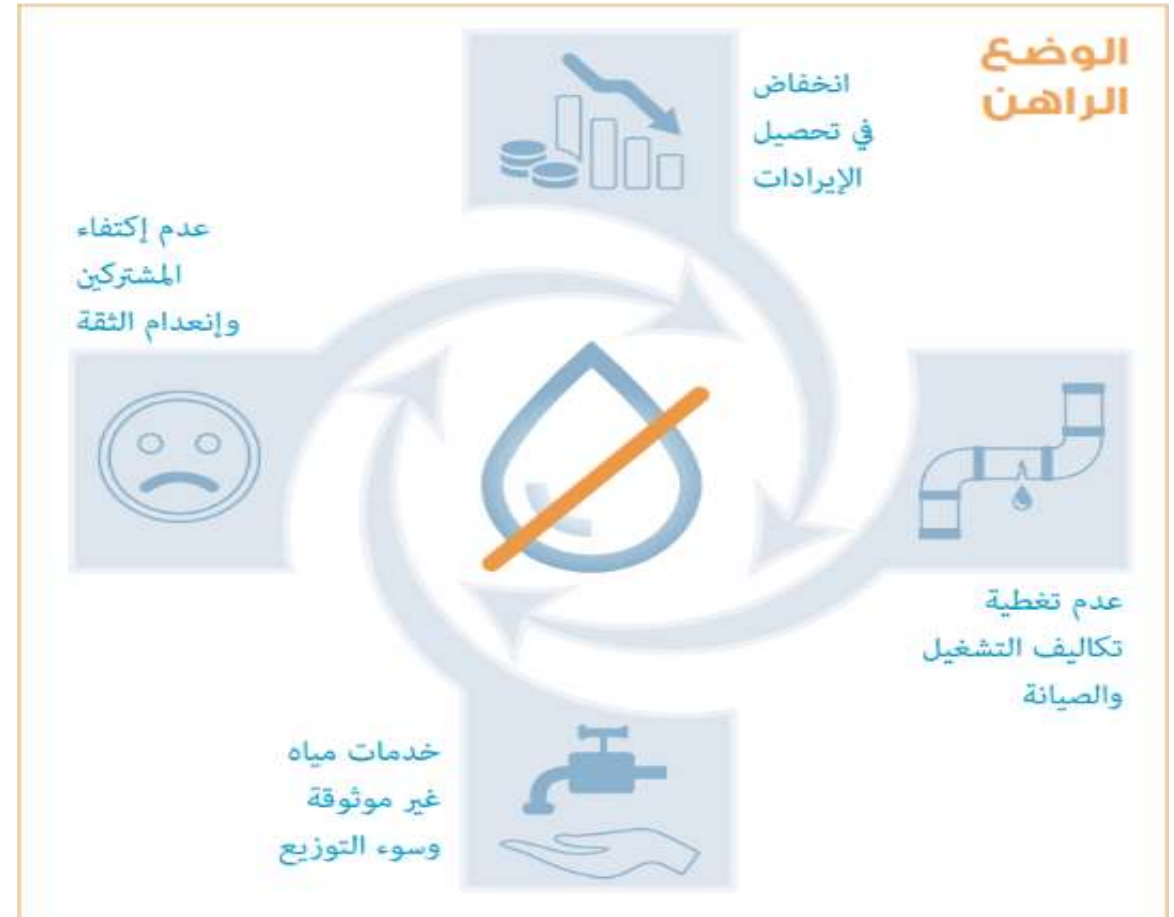 الوضع
الراهن
انخفاض
في تحصيل
الإيرادات
عدم إكتفاء
المشتركين
وإنعدام الثقة
عدم تغطية
تكاليف التشغيل
والصيانة
خدمات مياه
غير موثوقة
وسوء التوزيع